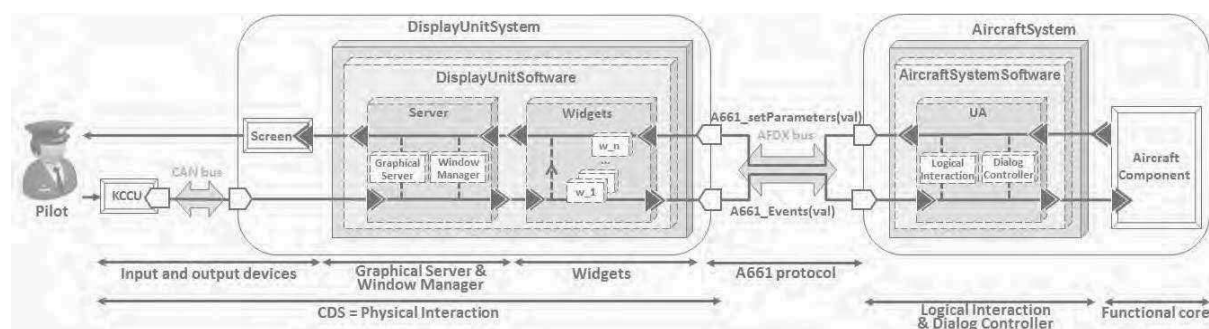 DisplayUnitSystem
AircraftSystem
DisplayUnitSoftware
AircraftSystemSoftware
Server
Widgets
UA
A661_setParameters(val)
AFDX bus
Screen
w_n
...
Graphical
Server
Window
Manager
w_1
Logical
Interaction
Dialog
Controller
Aircraft
Component
CAN bus
KCCU
Pilot
A661_Events(val)
Input and output devices
Graphical Server &
Window Manager
Widgets
A661 protocol
CDS = Physical Interaction
Logical Interaction
& Dialog Controller
Functional core